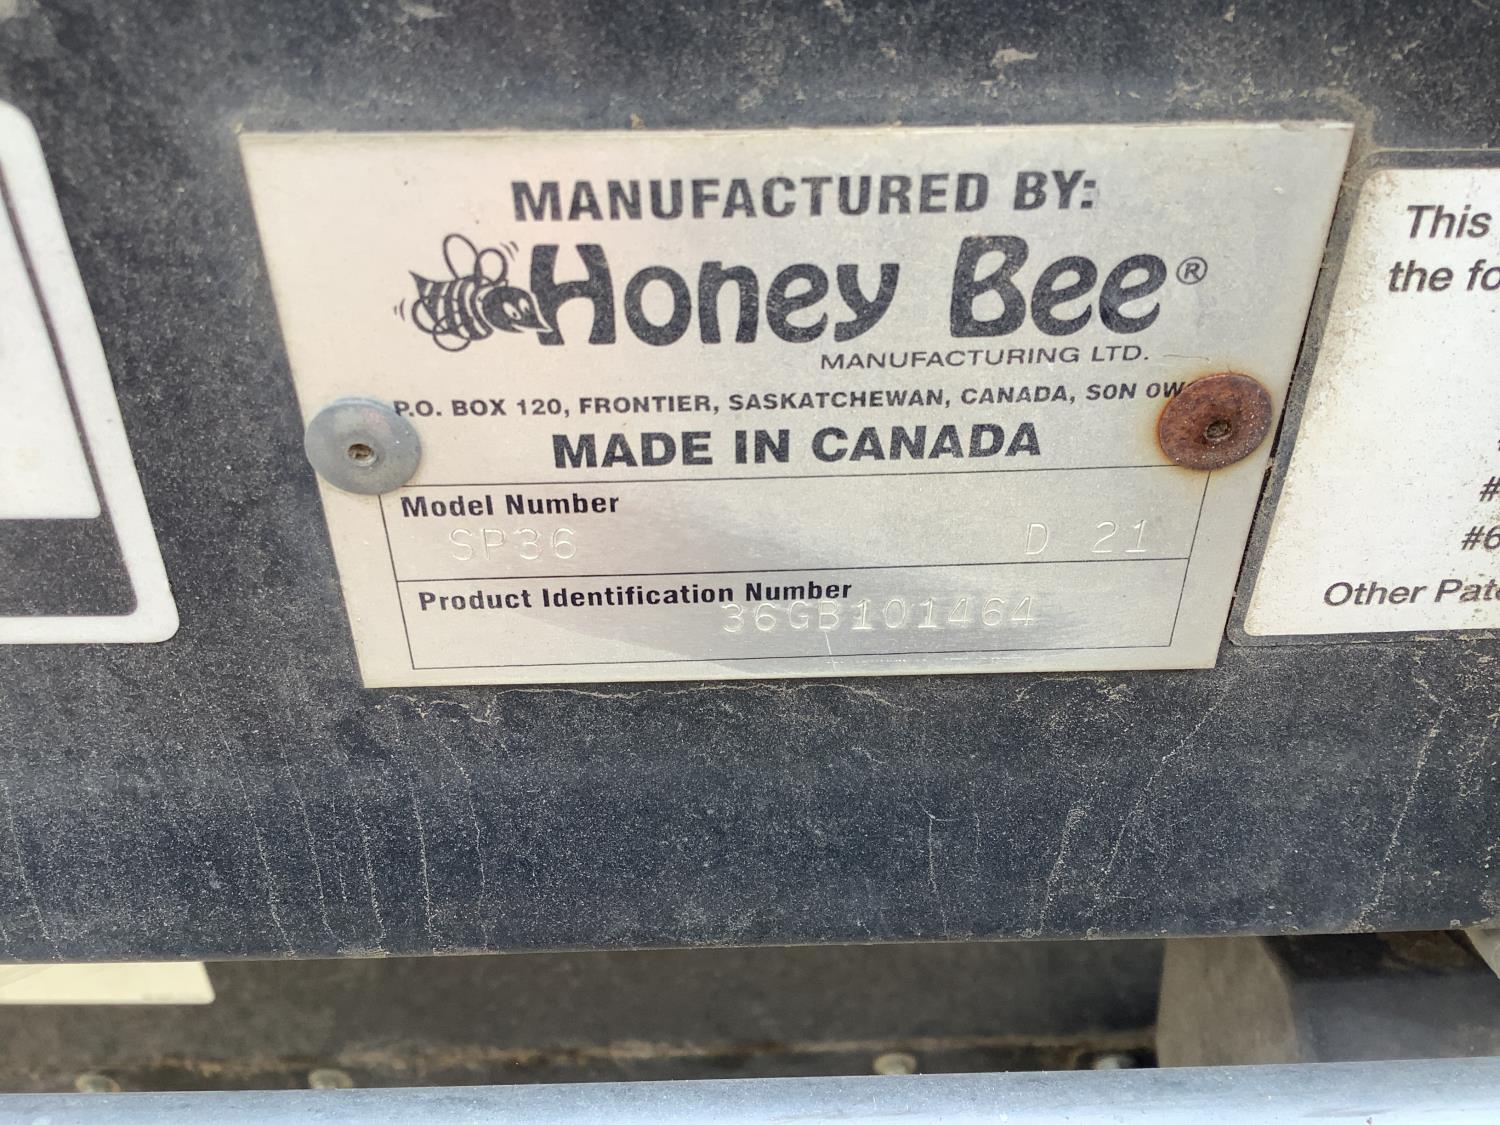 MANUFACTURED BY:
Honey Bee®
MANUFACTURING LTD.
P.O. BOX 120, FRONTIER, SASKATCHEWAN, CANADA, S0N 0W
MADE IN CANADA
Model Number
SP36 D 21
Product Identification Number
36GB101464
This
the fo
#
#6
Other Pate